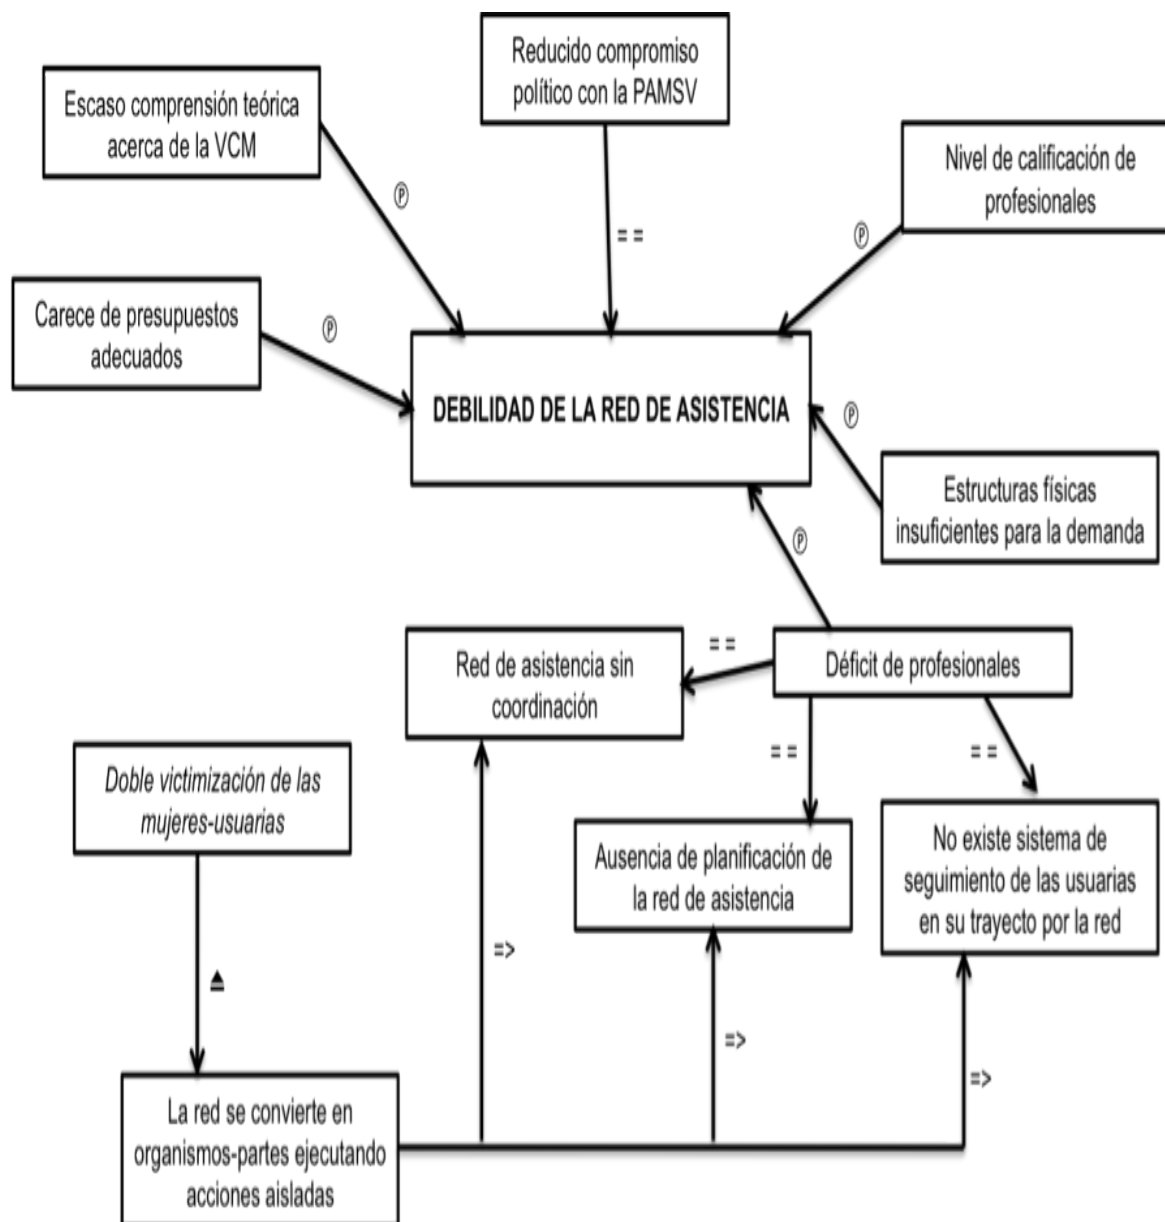 Reducido compromiso
político con la PAMSV
Escaso comprensión teórica
acerca de la VCM
Nivel de calificación de
profesionales
Ⓟ
= =
Ⓟ
Carece de presupuestos
adecuados
Ⓟ
DEBILIDAD DE LA RED DE ASISTENCIA
Ⓟ
Estructuras físicas
insuficientes para la demanda
Ⓟ
Red de asistencia sin
coordinación
= =
Déficit de profesionales
= =
= =
Doble victimización de las
mujeres-usuarias
Ausencia de planificación de
la red de asistencia
No existe sistema de
seguimiento de las usuarias
en su trayecto por la red
=>
=>
=>
La red se convierte en
organismos-partes ejecutando
acciones aisladas